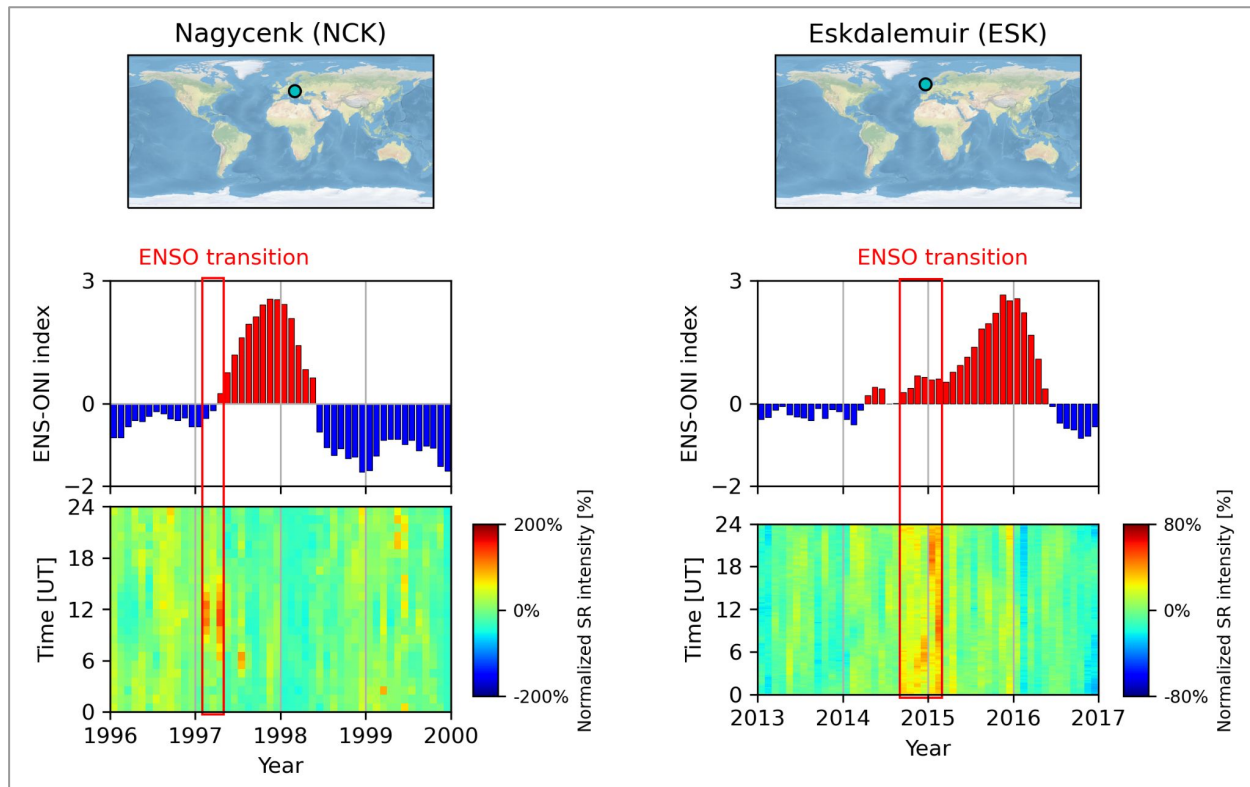 Nagycenk (NCK)
ENSO transition
ENS-ONI index
3
0
−2
Time [UT]
24
18
12
6
0
1996
1997
1998
1999
2000
Year
200%
0%
-200%
Normalized SR intensity [%]
Eskdalemuir (ESK)
ENSO transition
ENS-ONI index
3
0
−2
Time [UT]
24
18
12
6
0
2013
2014
2015
2016
2017
Year
80%
0%
-80%
Normalized SR intensity [%]